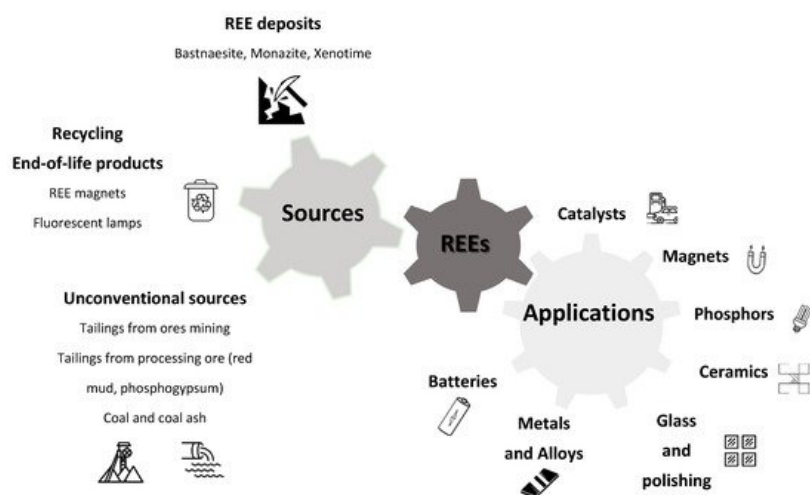 REE deposits
Bastnaesite, Monazite, Xenotime
Recycling
End-of-life products
REE magnets
Fluorescent lamps
Sources
REEs
Unconventional sources
Tailings from ores mining
Tailings from processing ore (red
mud, phosphogypsum)
Coal and coal ash
Applications
Catalysts
Magnets
Phosphors
Ceramics
Glass
and
polishing
Metals
and Alloys
Batteries